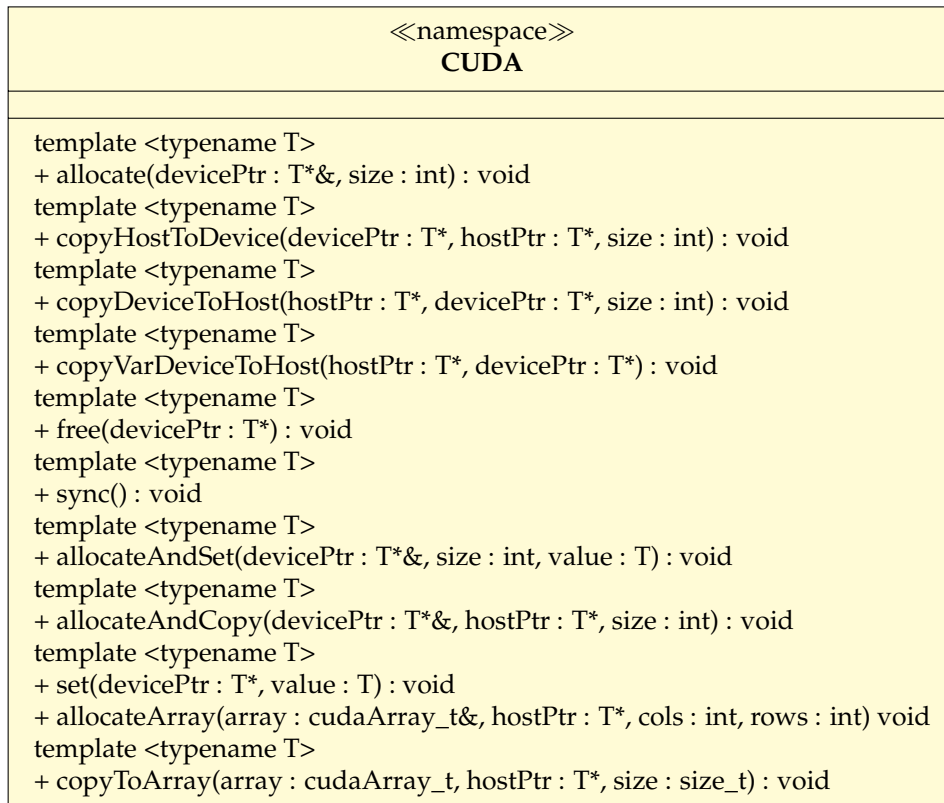 ≪namespace≫
CUDA
template <typename T>
+ allocate(devicePtr : T*&, size : int) : void
template <typename T>
+ copyHostToDevice(devicePtr : T*, hostPtr : T*, size : int) : void
template <typename T>
+ copyDeviceToHost(hostPtr : T*, devicePtr : T*, size : int) : void
template <typename T>
+ copyVarDeviceToHost(hostPtr : T*, devicePtr : T*) : void
template <typename T>
+ free(devicePtr : T*) : void
template <typename T>
+ sync() : void
template <typename T>
+ allocateAndSet(devicePtr : T*&, size : int, value : T) : void
template <typename T>
+ allocateAndCopy(devicePtr : T*&, hostPtr : T*, size : int) : void
template <typename T>
+ set(devicePtr : T*, value : T) : void
+ allocateArray(array : cudaArray_t&, hostPtr : T*, cols : int, rows : int) void
template <typename T>
+ copyToArray(array : cudaArray_t, hostPtr : T*, size : size_t) : void